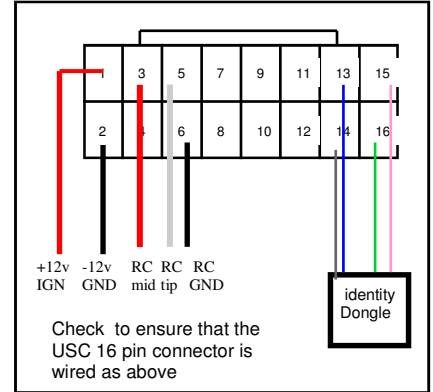 1 3 5 7 9 11 13 15
2 4 6 8 10 12 14 16
+12v -12v RC RC RC
IGN GND mid tip GND
identity
Dongle
Check to ensure that the
USC 16 pin connector is
wired as above